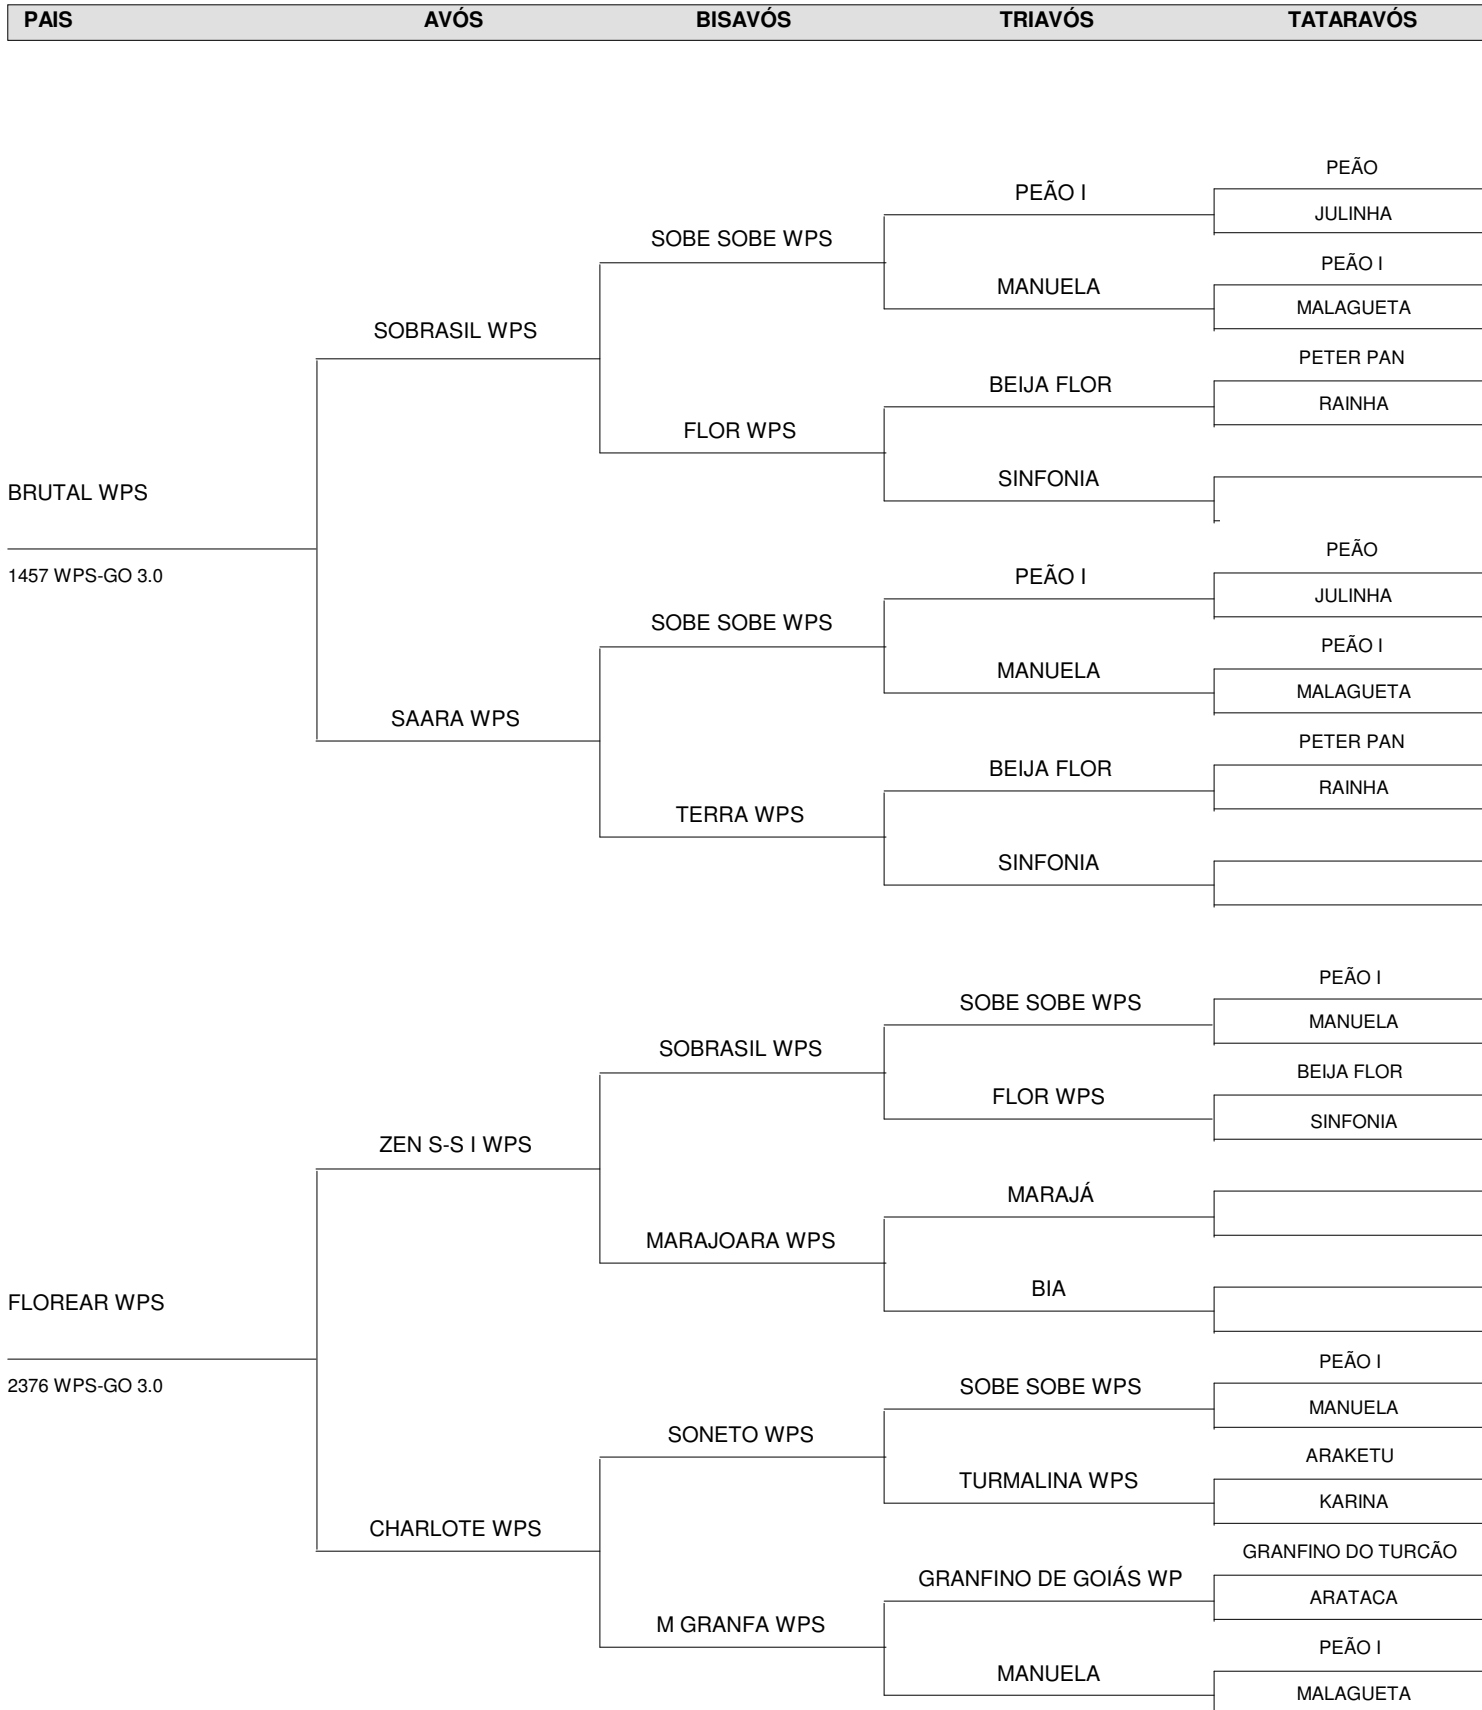 PAIS AVÓS BISAVÓS TRIAVÓS TATARAVÓS
PEÃO
PEÃO I
JULINHA
SOBE SOBE WPS
PEÃO I
MANUELA
MALAGUETA
SOBRASIL WPS
PETER PAN
BEIJA FLOR
RAINHA
FLOR WPS
SINFONIA
BRUTAL WPS
PEÃO
1457 WPS-GO 3.0
PEÃO I
JULINHA
SOBE SOBE WPS
PEÃO I
MANUELA
MALAGUETA
SAARA WPS
PETER PAN
BEIJA FLOR
RAINHA
TERRA WPS
SINFONIA
PEÃO I
SOBE SOBE WPS
MANUELA
SOBRASIL WPS
BEIJA FLOR
FLOR WPS
SINFONIA
ZEN S-S I WPS
MARAJÁ
MARAJOARA WPS
BIA
FLOREAR WPS
PEÃO I
2376 WPS-GO 3.0
SOBE SOBE WPS
MANUELA
SONETO WPS
ARAKETU
TURMALINA WPS
KARINA
CHARLOTE WPS
GRANFINO DO TURCÃO
GRANFINO DE GOIÁS WP
ARATACA
M GRANFA WPS
PEÃO I
MANUELA
MALAGUETA